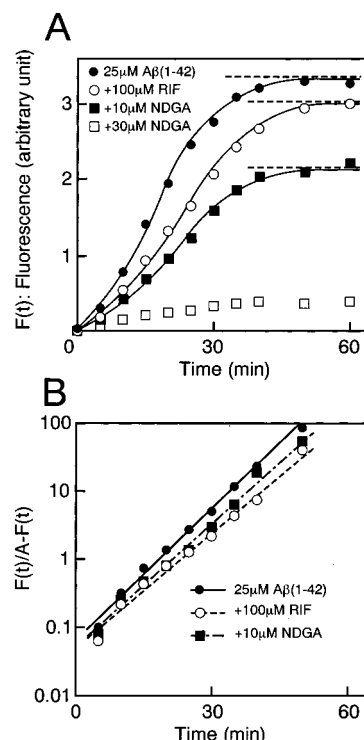 A
F(t): Fluorescence (arbitrary unit)
3
2
1
0
25μM Aβ(1-42)
+100μM RIF
+10μM NDGA
+30μM NDGA
0
30
60
Time (min)
B
F(t)/A-F(t)
100
10
1
0.1
0.01
25μM Aβ(1-42)
+100μM RIF
+10μM NDGA
0
30
60
Time (min)